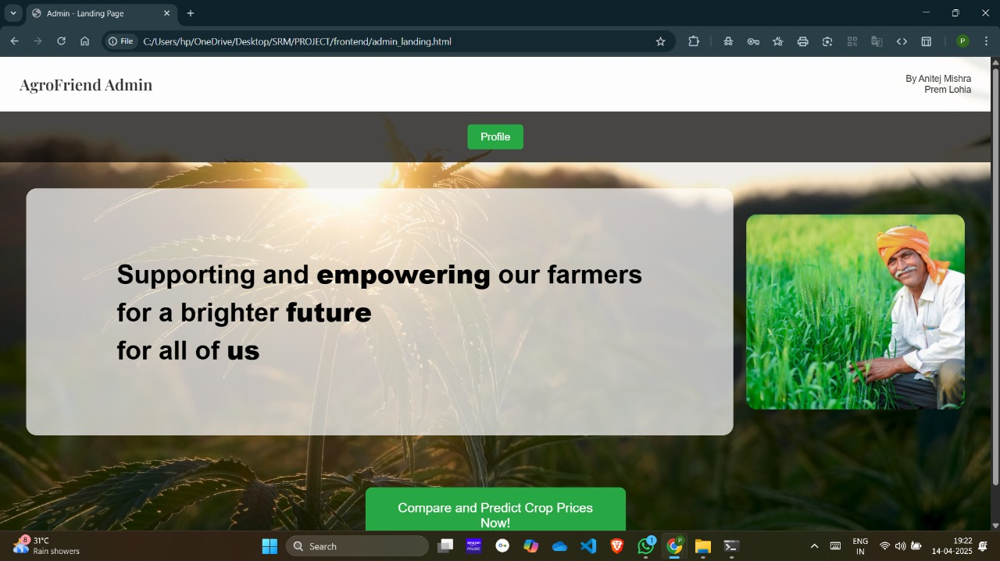 Admin - Landing Page
File
C:/Users/hp/OneDrive/Desktop/SRM/PROJECT/frontend/admin_landing.html
P
AgroFriend Admin
By Anitej Mishra
Prem Lohia
Profile
Supporting and empowering our farmers
for a brighter future
for all of us
Compare and Predict Crop Prices
Now!
8
31°C
Rain showers
Search
amazon
music
1
P
ENG
IN
19:22
14-04-2025